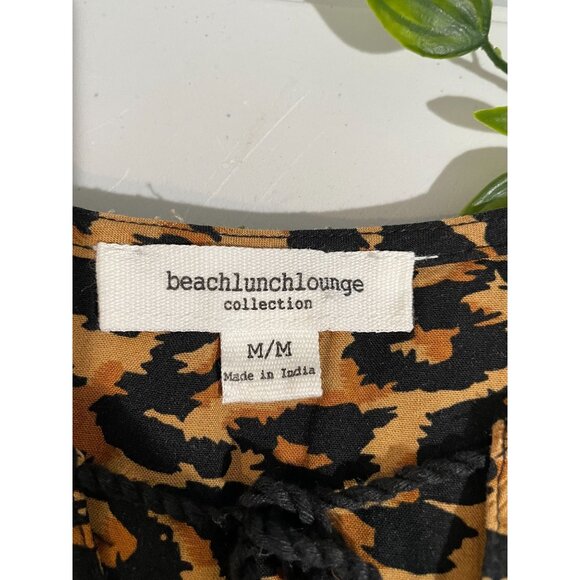 beachlunchlounge
collection
M/M
Made in India